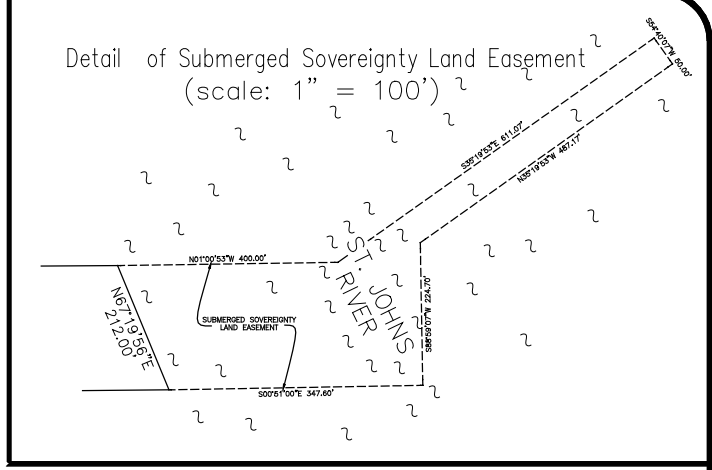 Detail of Submerged Sovereignty Land Easement
(scale: 1" = 100')
S54°40'07"W 50.00'
S35°19'53"E 611.07'
N35°19'53"W 467.17'
N01°00'53"W 400.00'
ST. JOHNS
RIVER
N67°19'56"E
212.00'
SUBMERGED SOVEREIGNTY
LAND EASEMENT
S88°59'07"W 224.70'
S00°51'00"E 347.60'